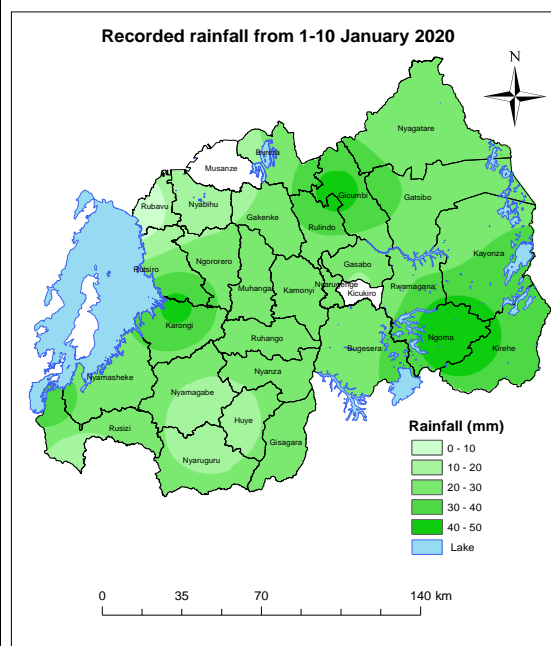 Recorded rainfall from 1-10 January 2020
N
Nyagatare
Burera
Musanze
Gicumbi
Gatsibo
Rubavu
Nyabihu
Gakenke
Rulindo
Kayonza
Rutsiro
Ngororero
Gasabo
Muhanga
Kamonyi
Nyarugenge
Kicukiro
Rwamagana
Karongi
Ruhango
Bugesera
Ngoma
Kirehe
Nyamasheke
Nyanza
Nyamagabe
Huye
Rusizi
Gisagara
Nyaruguru
Rainfall (mm)
0 - 10
10 - 20
20 - 30
30 - 40
40 - 50
Lake
0 35 70 140 km